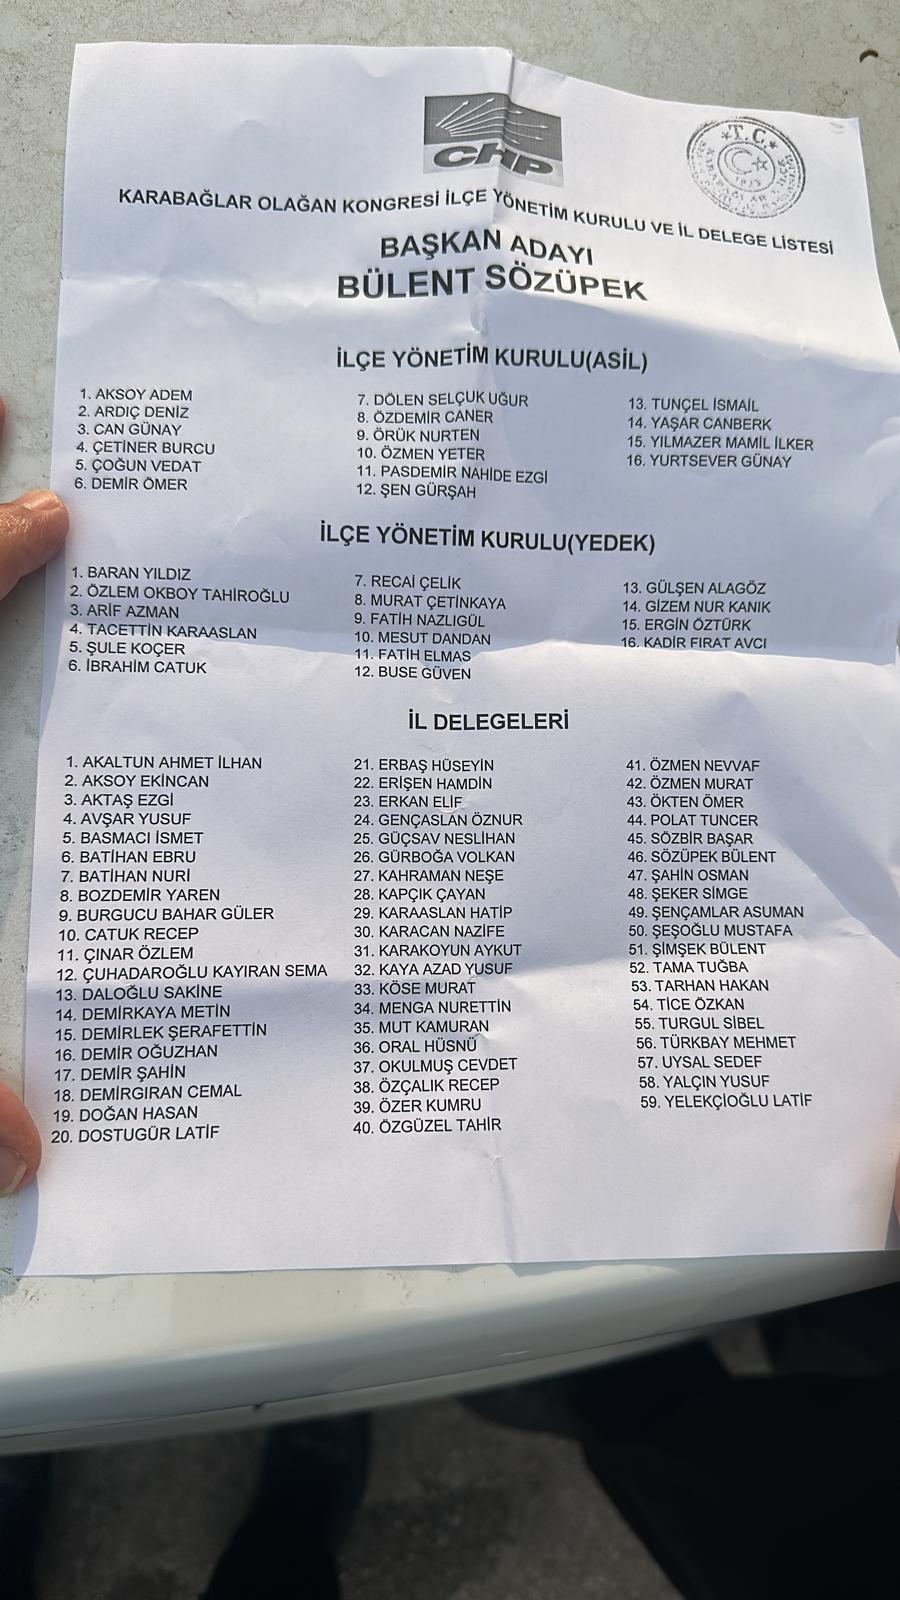 CHP
T.C.
KARABAĞLAR OLAĞAN KONGRESİ İLÇE YÖNETİM KURULU VE İL DELEGE LİSTESİ
BAŞKAN ADAYI
BÜLENT SÖZÜPEK
İLÇE YÖNETİM KURULU(ASİL)
1. AKSOY ADEM
2. ARDIÇ DENİZ
3. CAN GÜNAY
4. ÇETİNER BURCU
5. ÇOĞUN VEDAT
6. DEMİR ÖMER
7. DÖLEN SELÇUK UĞUR
8. ÖZDEMİR CANER
9. ÖRÜK NURTEN
10. ÖZMEN YETER
11. PASDEMİR NAHİDE EZGİ
12. ŞEN GÜRŞAH
13. TUNÇEL İSMAİL
14. YAŞAR CANBERK
15. YILMAZER MAMİL İLKER
16. YURTSEVER GÜNAY
İLÇE YÖNETİM KURULU(YEDEK)
1. BARAN YILDIZ
2. ÖZLEM OKBOY TAHİROĞLU
3. ARİF AZMAN
4. TACETTİN KARAASLAN
5. ŞULE KOÇER
6. İBRAHİM CATUK
7. RECAİ ÇELİK
8. MURAT ÇETİNKAYA
9. FATİH NAZLIGÜL
10. MESUT DANDAN
11. FATİH ELMAS
12. BUSE GÜVEN
13. GÜLŞEN ALAGÖZ
14. GİZEM NUR KANIK
15. ERGİN ÖZTÜRK
16. KADİR FIRAT AVCI
İL DELEGELERİ
1. AKALTUN AHMET İLHAN
2. AKSOY EKİNCAN
3. AKTAŞ EZGİ
4. AVŞAR YUSUF
5. BASMACI İSMET
6. BATİHAN EBRU
7. BATİHAN NURİ
8. BOZDEMİR YAREN
9. BURGUCU BAHAR GÜLER
10. CATUK RECEP
11. ÇINAR ÖZLEM
12. ÇUHADAROĞLU KAYIRAN SEMA
13. DALOĞLU SAKİNE
14. DEMİRKAYA METİN
15. DEMİRLEK ŞERAFETTİN
16. DEMİR OĞUZHAN
17. DEMİR ŞAHİN
18. DEMİRGIRAN CEMAL
19. DOĞAN HASAN
20. DOSTUGÜR LATİF
21. ERBAŞ HÜSEYİN
22. ERİŞEN HAMDİN
23. ERKAN ELİF
24. GENÇASLAN ÖZNUR
25. GÜÇSAV NESLİHAN
26. GÜRBOĞA VOLKAN
27. KAHRAMAN NEŞE
28. KAPÇIK ÇAYAN
29. KARAASLAN HATİP
30. KARACAN NAZİFE
31. KARAKOYUN AYKUT
32. KAYA AZAD YUSUF
33. KÖSE MURAT
34. MENGA NURETTİN
35. MUT KAMURAN
36. ORAL HÜSNÜ
37. OKULMUŞ CEVDET
38. ÖZÇALIK RECEP
39. ÖZER KUMRU
40. ÖZGÜZEL TAHİR
41. ÖZMEN NEVVAF
42. ÖZMEN MURAT
43. ÖKTEN ÖMER
44. POLAT TUNCER
45. SÖZBİR BAŞAR
46. SÖZÜPEK BÜLENT
47. ŞAHİN OSMAN
48. ŞEKER SİMGE
49. ŞENÇAMLAR ASUMAN
50. ŞEŞOĞLU MUSTAFA
51. ŞİMŞEK BÜLENT
52. TAMA TUĞBA
53. TARHAN HAKAN
54. TİCE ÖZKAN
55. TURGUL SİBEL
56. TÜRKBAY MEHMET
57. UYSAL SEDEF
58. YALÇIN YUSUF
59. YELEKÇİOĞLU LATİF